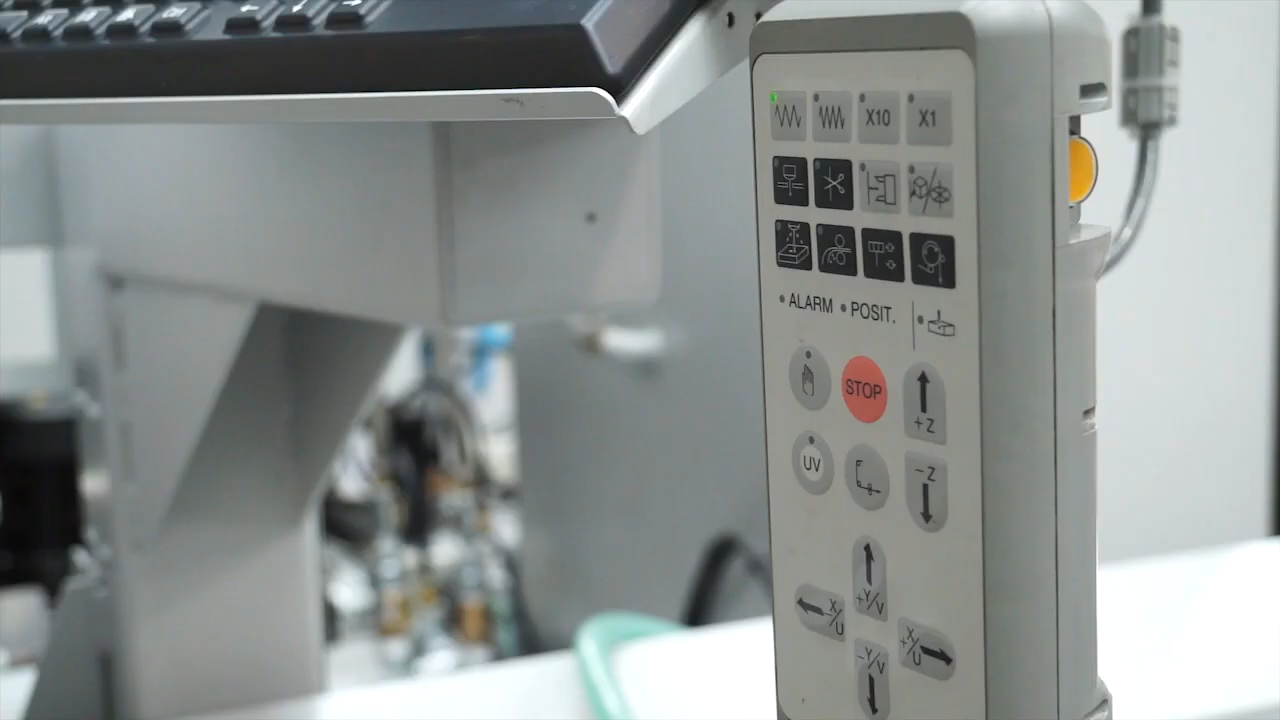 X10 X1
ALARM POSIT.
STOP
+Z
UV
-Z
+Y/V
-X/U
+X/U
-Y/V